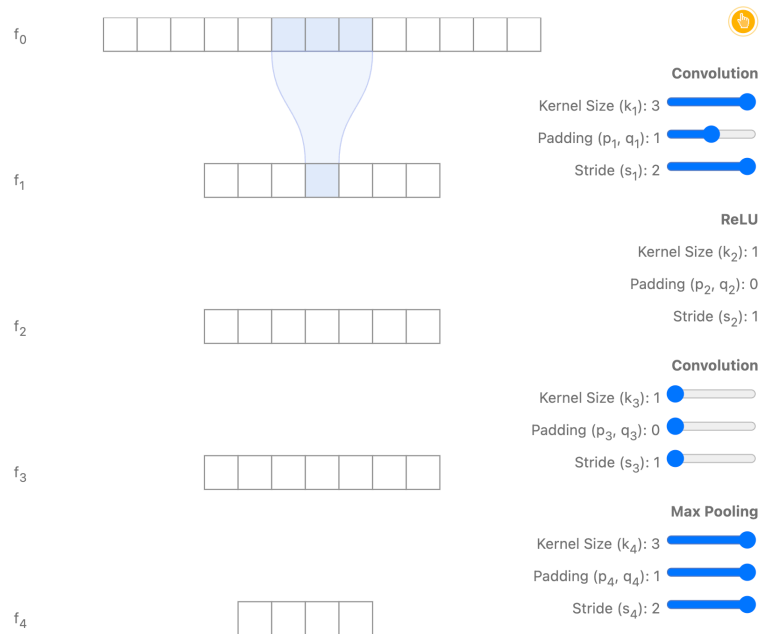 f₀
Convolution
Kernel Size (k₁): 3
Padding (p₁, q₁): 1
Stride (s₁): 2
f₁
ReLU
Kernel Size (k₂): 1
Padding (p₂, q₂): 0
Stride (s₂): 1
f₂
Convolution
Kernel Size (k₃): 1
Padding (p₃, q₃): 0
Stride (s₃): 1
f₃
Max Pooling
Kernel Size (k₄): 3
Padding (p₄, q₄): 1
Stride (s₄): 2
f₄